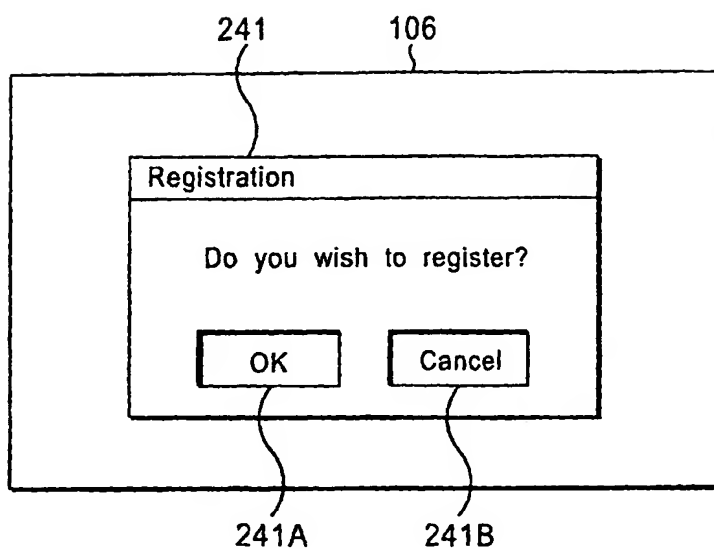 241 106
Registration
Do you wish to register?
OK Cancel
241A 241B